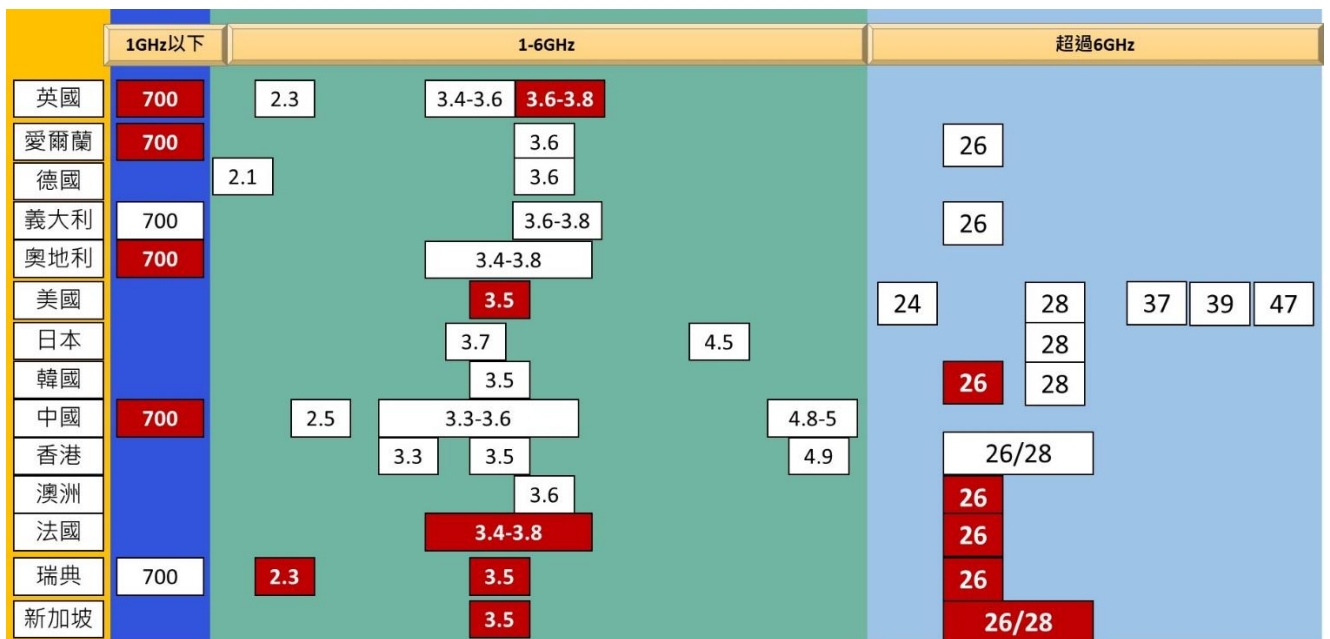 1GHz以下 1-6GHz 超過6GHz
英國 700 2.3 3.4-3.6 3.6-3.8
愛爾蘭 700 3.6 26
德國 2.1 3.6
義大利 700 3.6-3.8 26
奧地利 700 3.4-3.8
美國 3.5 24 28 37 39 47
日本 3.7 4.5 28
韓國 3.5 26 28
中國 700 2.5 3.3-3.6 4.8-5
香港 3.3 3.5 4.9 26/28
澳洲 3.6 26
法國 3.4-3.8 26
瑞典 700 2.3 3.5 26
新加坡 3.5 26/28